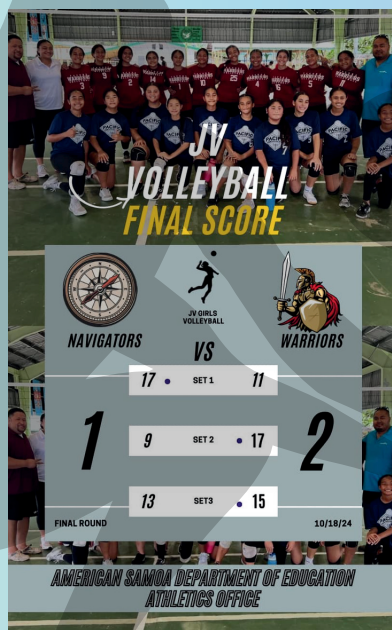 JV
VOLLEYBALL
FINAL SCORE
JV GIRLS
VOLLEYBALL
NAVIGATORS
WARRIORS
VS
17 • SET 1 11
1
9 SET 2 • 17
2
13 SET3 • 15
FINAL ROUND
10/18/24
AMERICAN SAMOA DEPARTMENT OF EDUCATION
ATHLETICS OFFICE